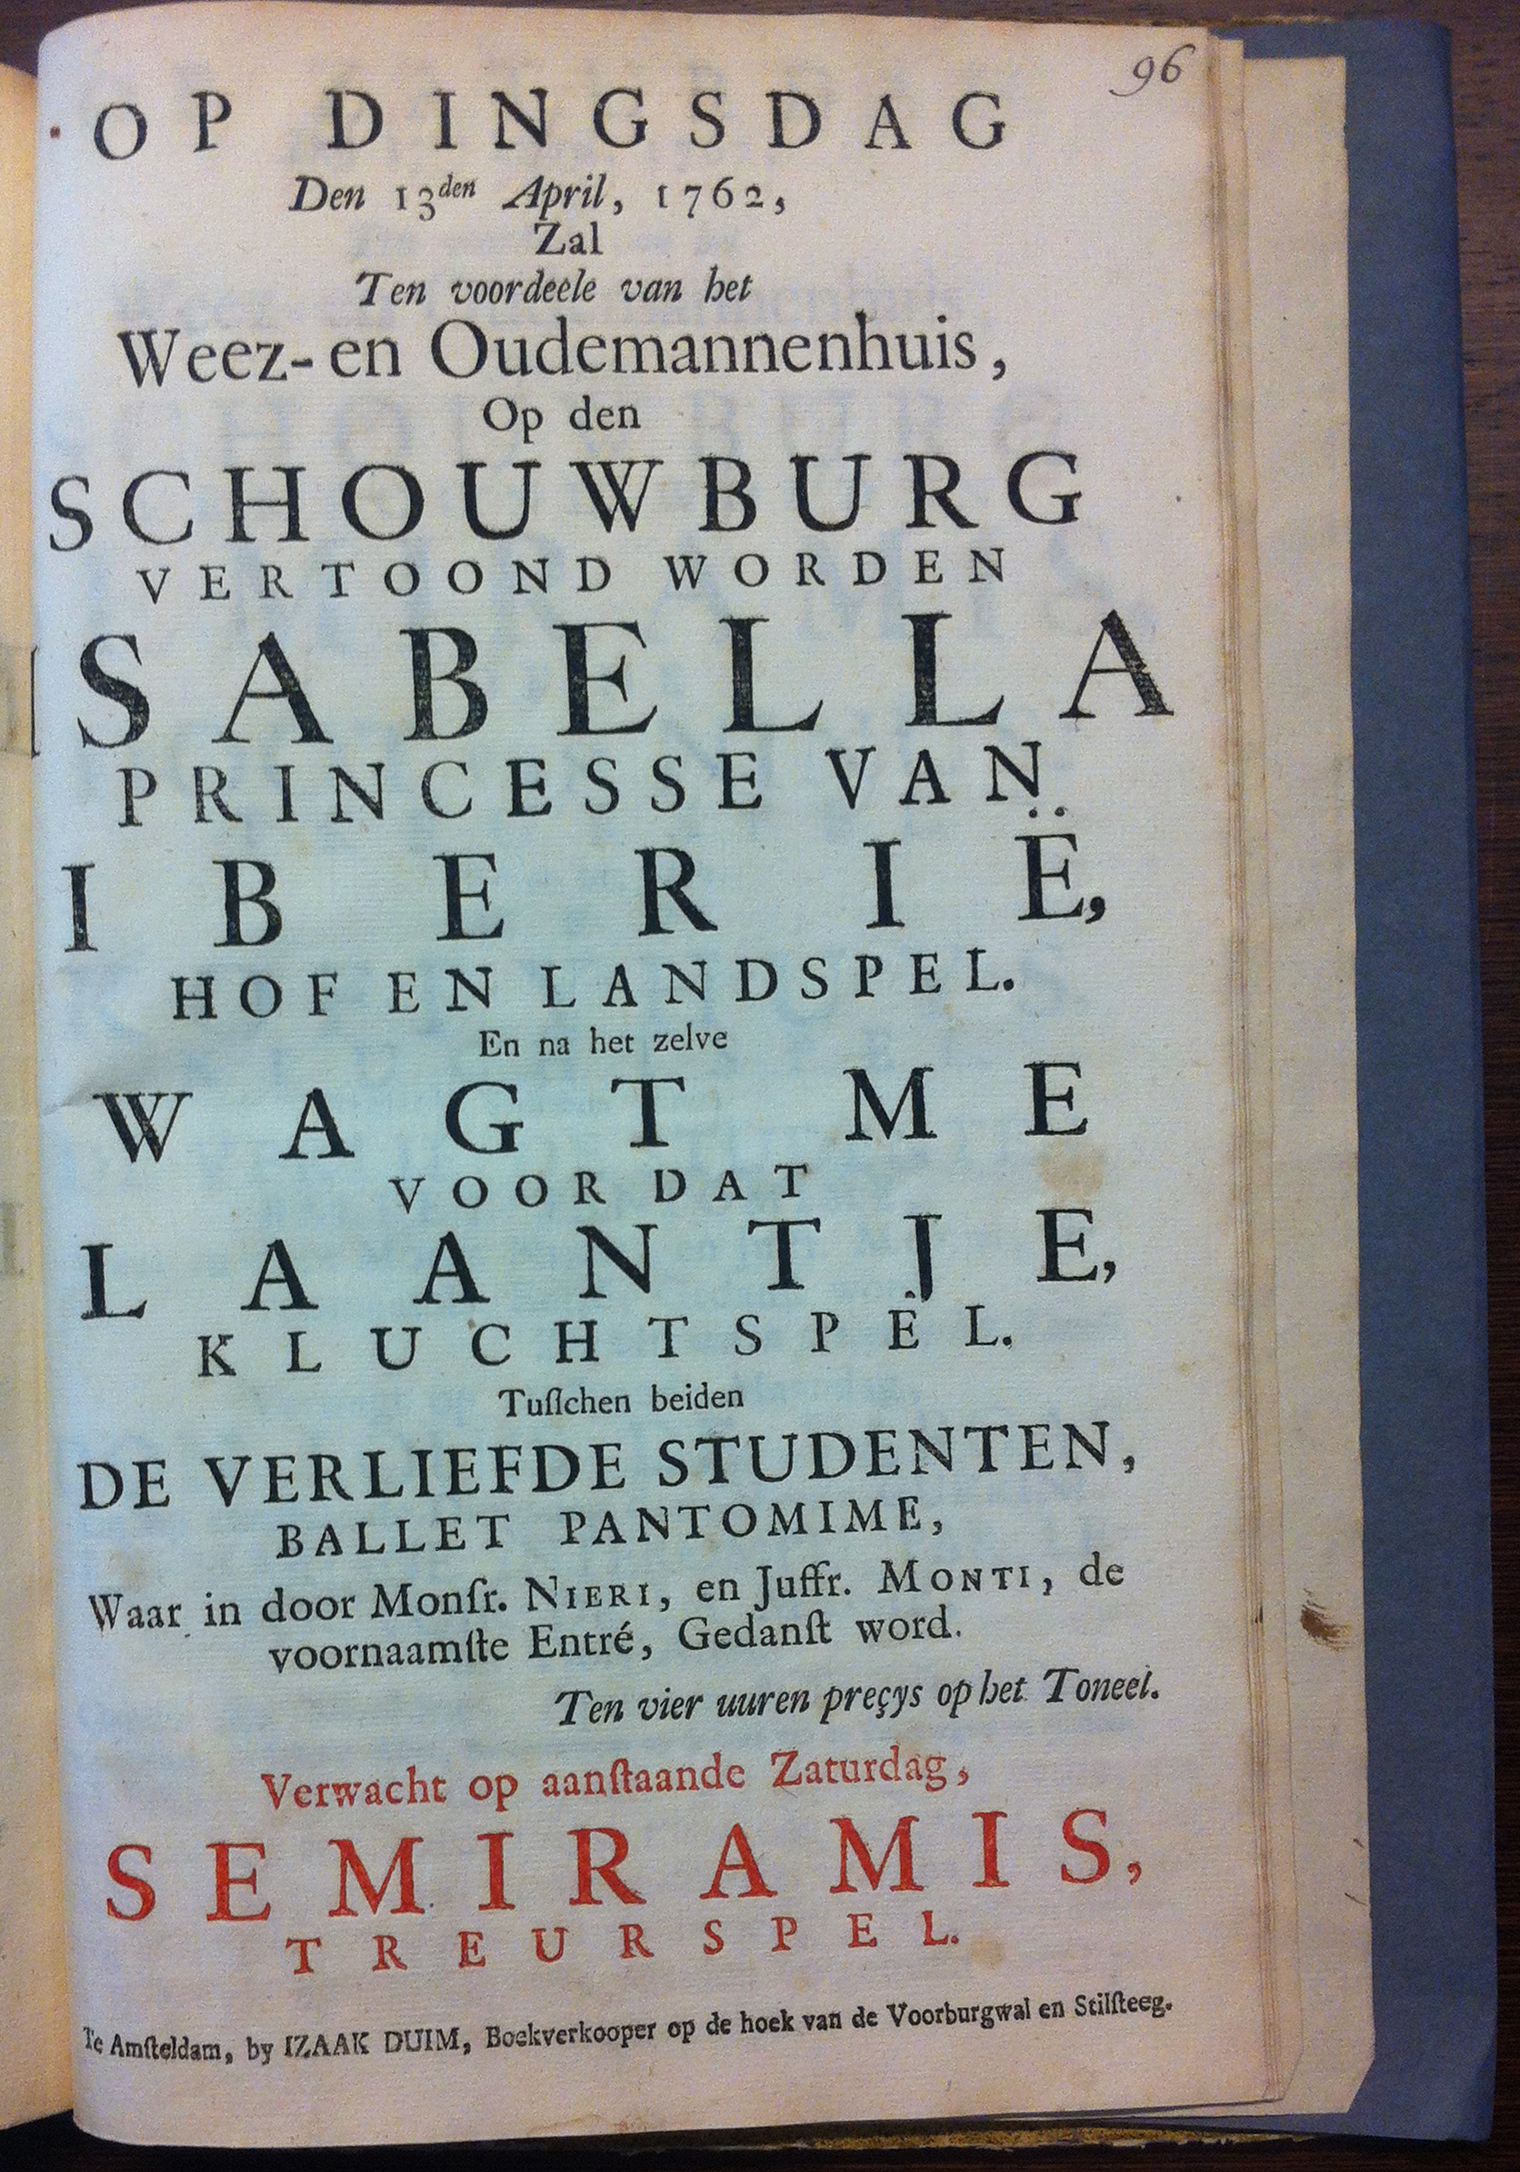 96
OP DINGSDAG
Den 13den April, 1762,
Zal
Ten voordeele van het
Weez- en Oudemannenhuis,
Op den
SCHOUWBURG
VERTOOND WORDEN
ISABELLA
PRINCESSE VAN
IBERIË,
HOF EN LANDSPEL.
En na het zelve
WAGT ME
VOOR DAT
LAANTJE,
KLUCHTSPEL.
Tuſſchen beiden
DE VERLIEFDE STUDENTEN,
BALLET PANTOMIME,
Waar in door Monſr. NIERI, en Juffr. MONTI, de
voornaamſte Entré, Gedanſt word.
Ten vier uuren preçys op het Toneel.
Verwacht op aanſtaande Zaturdag,
SEMIRAMIS,
TREURSPEL.
Te Amſteldam, by IZAAK DUIM, Boekverkooper op de hoek van de Voorburgwal en Stilſteeg.